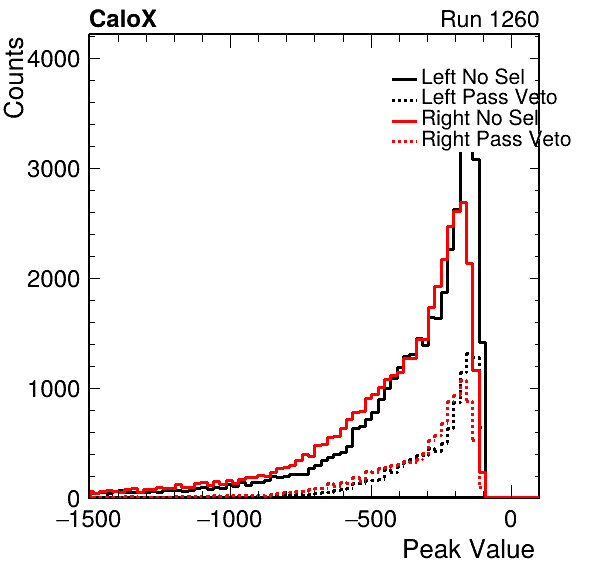 CaloX Run 1260
Counts
4000
3000
2000
1000
0
Left No Sel
Left Pass Veto
Right No Sel
Right Pass Veto
−1500 −1000 −500 0
Peak Value